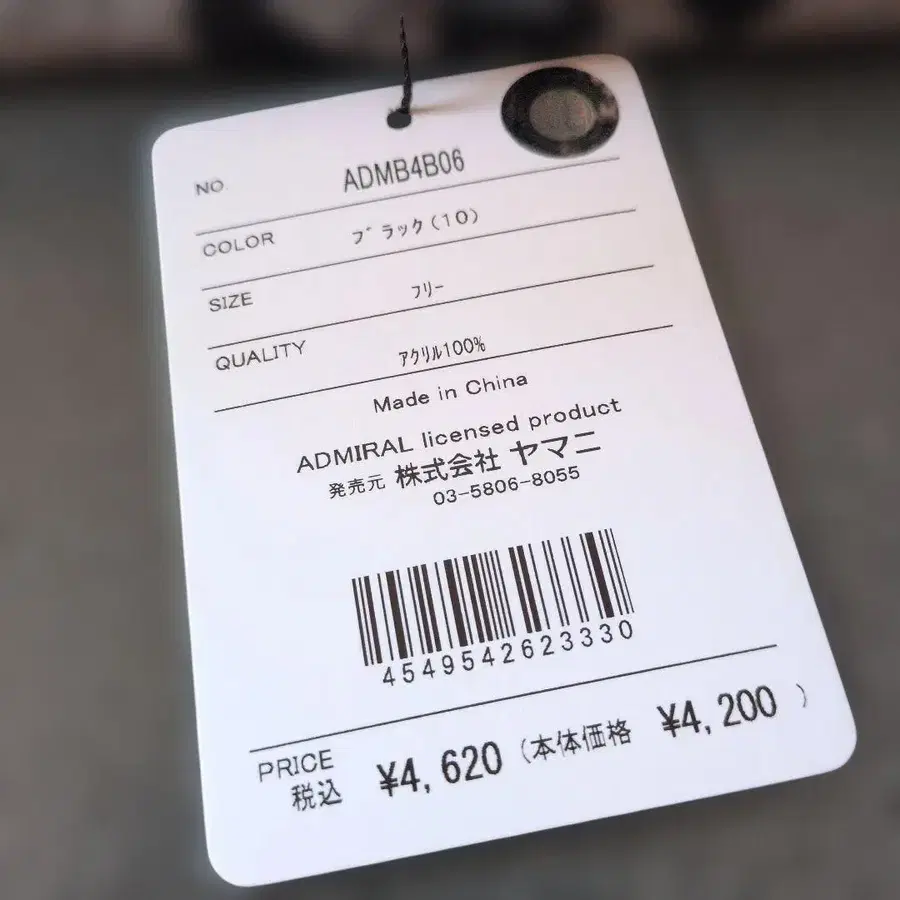 NO. ADMB4B06
COLOR ブラック(10)
SIZE フリー
QUALITY アクリル100%
Made in China
ADMIRAL licensed product
発売元 株式会社 ヤマニ
03-5806-8055
4549542623330
PRICE
税込 ¥4,620 (本体価格 ¥4,200 )